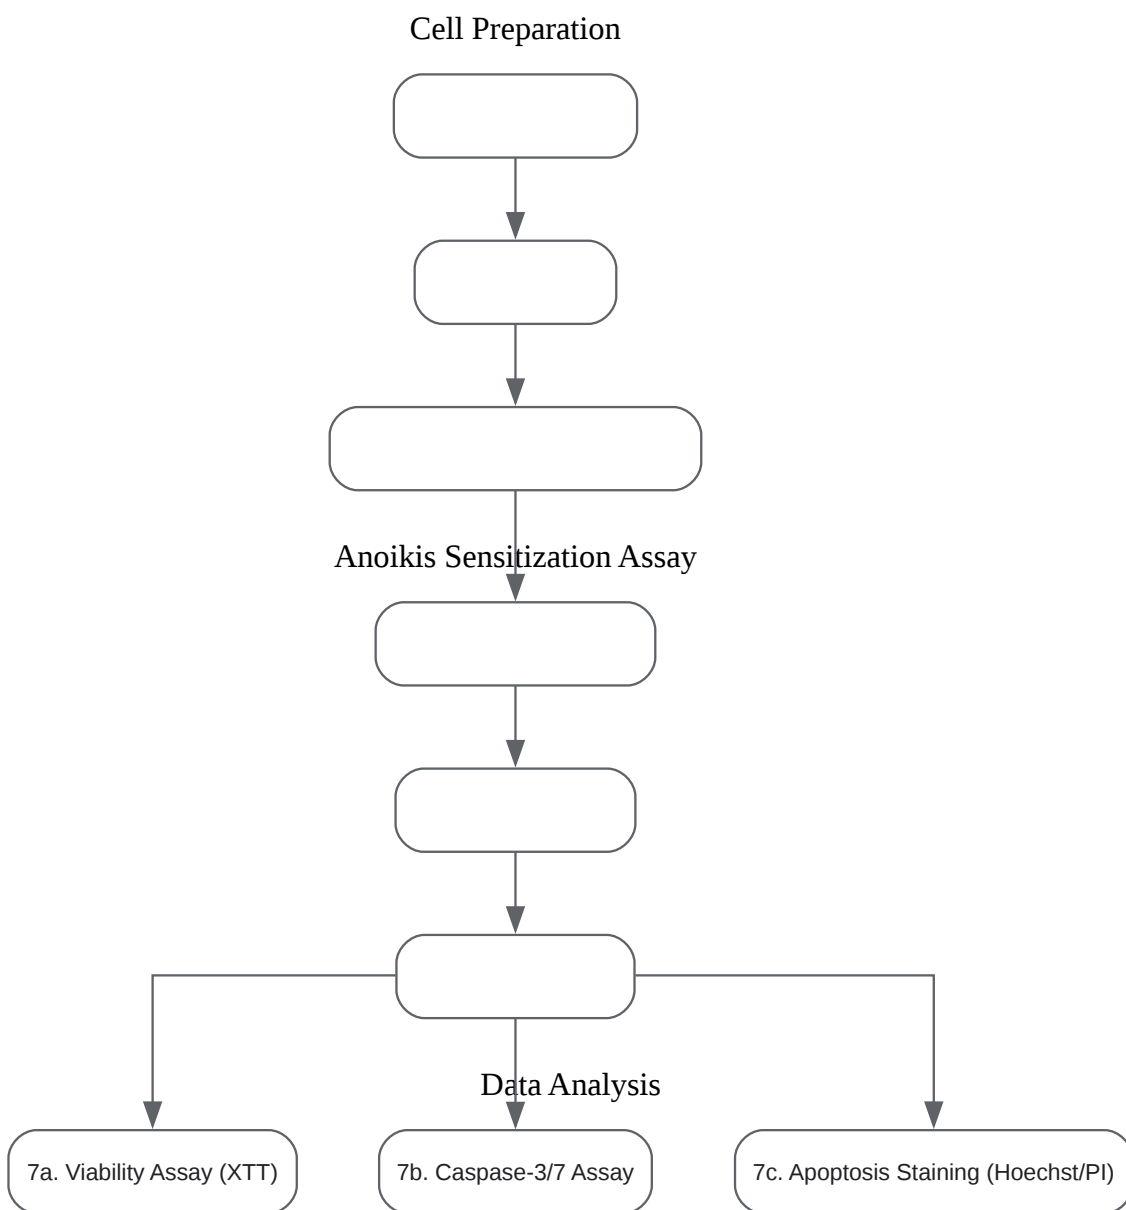 Cell Preparation
Anoikis Sensitization Assay
Data Analysis
7a. Viability Assay (XTT)
7b. Caspase-3/7 Assay
7c. Apoptosis Staining (Hoechst/PI)